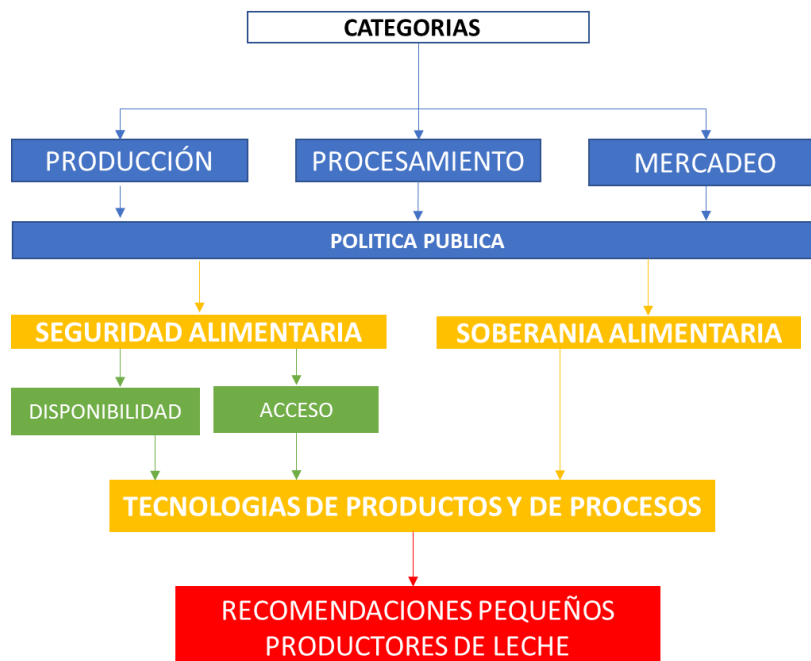 CATEGORIAS
PRODUCCIÓN
PROCESAMIENTO
MERCADEO
POLITICA PUBLICA
SEGURIDAD ALIMENTARIA
SOBERANIA ALIMENTARIA
DISPONIBILIDAD
ACCESO
TECNOLOGIAS DE PRODUCTOS Y DE PROCESOS
RECOMENDACIONES PEQUEÑOS
PRODUCTORES DE LECHE